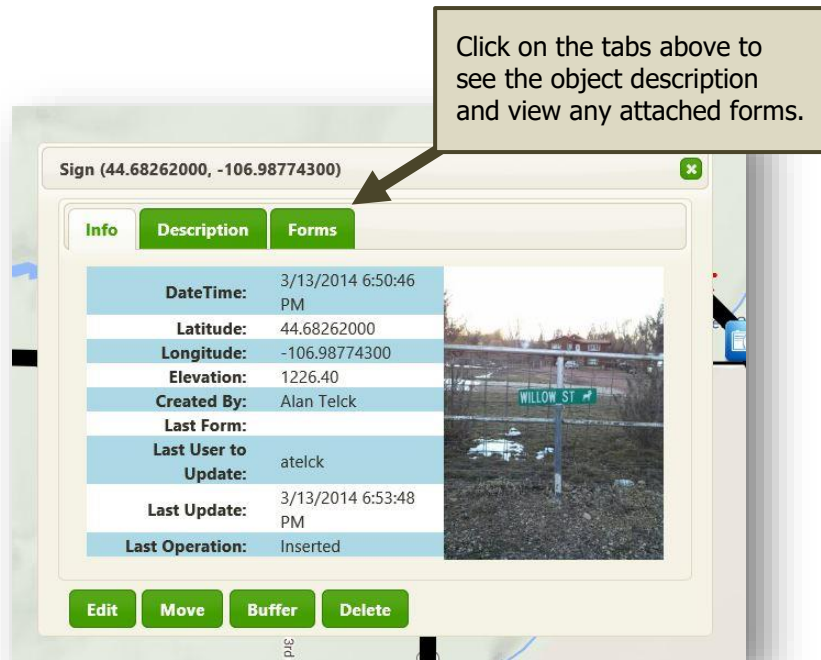 Click on the tabs above to
see the object description
and view any attached forms.
Sign (44.68262000, -106.98774300)
Info Description Forms
DateTime: 3/13/2014 6:50:46
PM
Latitude: 44.68262000
Longitude: -106.98774300
Elevation: 1226.40
Created By: Alan Telck
Last Form:
Last User to
Update: atelck
Last Update: 3/13/2014 6:53:48
PM
Last Operation: Inserted
WILLOW ST
Edit Move Buffer Delete
3rd